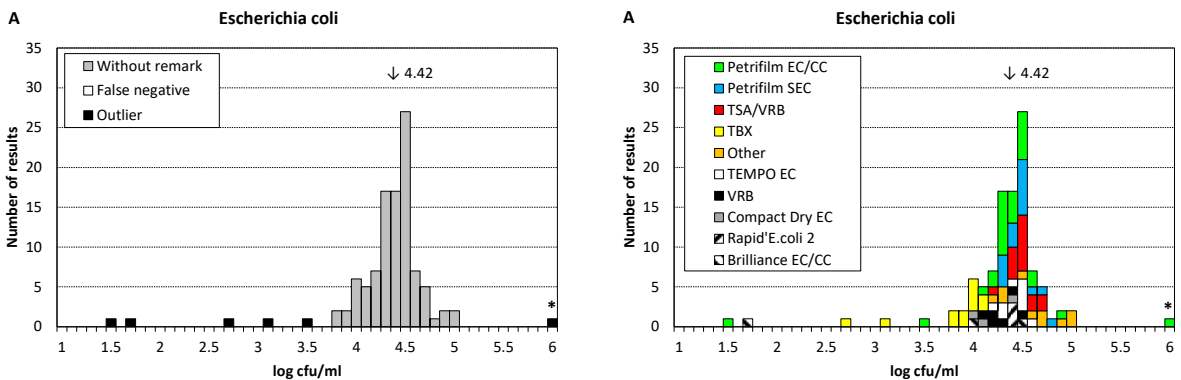 A
Escherichia coli
35
30
25
20
15
10
5
0
Number of results
Without remark
False negative
Outlier
↓ 4.42
*
1 1.5 2 2.5 3 3.5 4 4.5 5 5.5 6
log cfu/ml
A
Escherichia coli
35
30
25
20
15
10
5
0
Number of results
Petrifilm EC/CC
Petrifilm SEC
TSA/VRB
TBX
Other
TEMPO EC
VRB
Compact Dry EC
Rapid'E.coli 2
Brilliance EC/CC
↓ 4.42
*
1 1.5 2 2.5 3 3.5 4 4.5 5 5.5 6
log cfu/ml